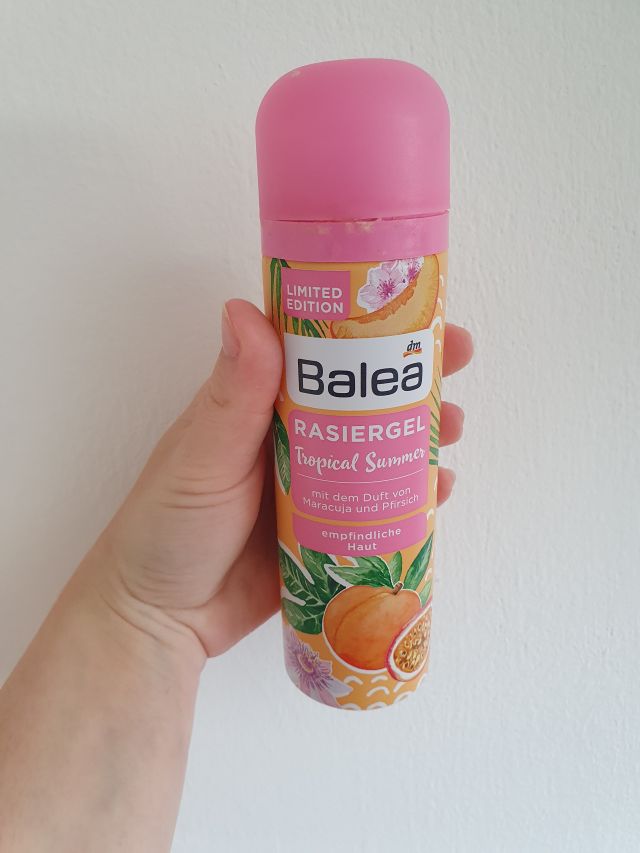 LIMITED
EDITION
dm
Balea
RASIERGEL
Tropical Summer
mit dem Duft von
Maracuja und Pfirsich
empfindliche
Haut